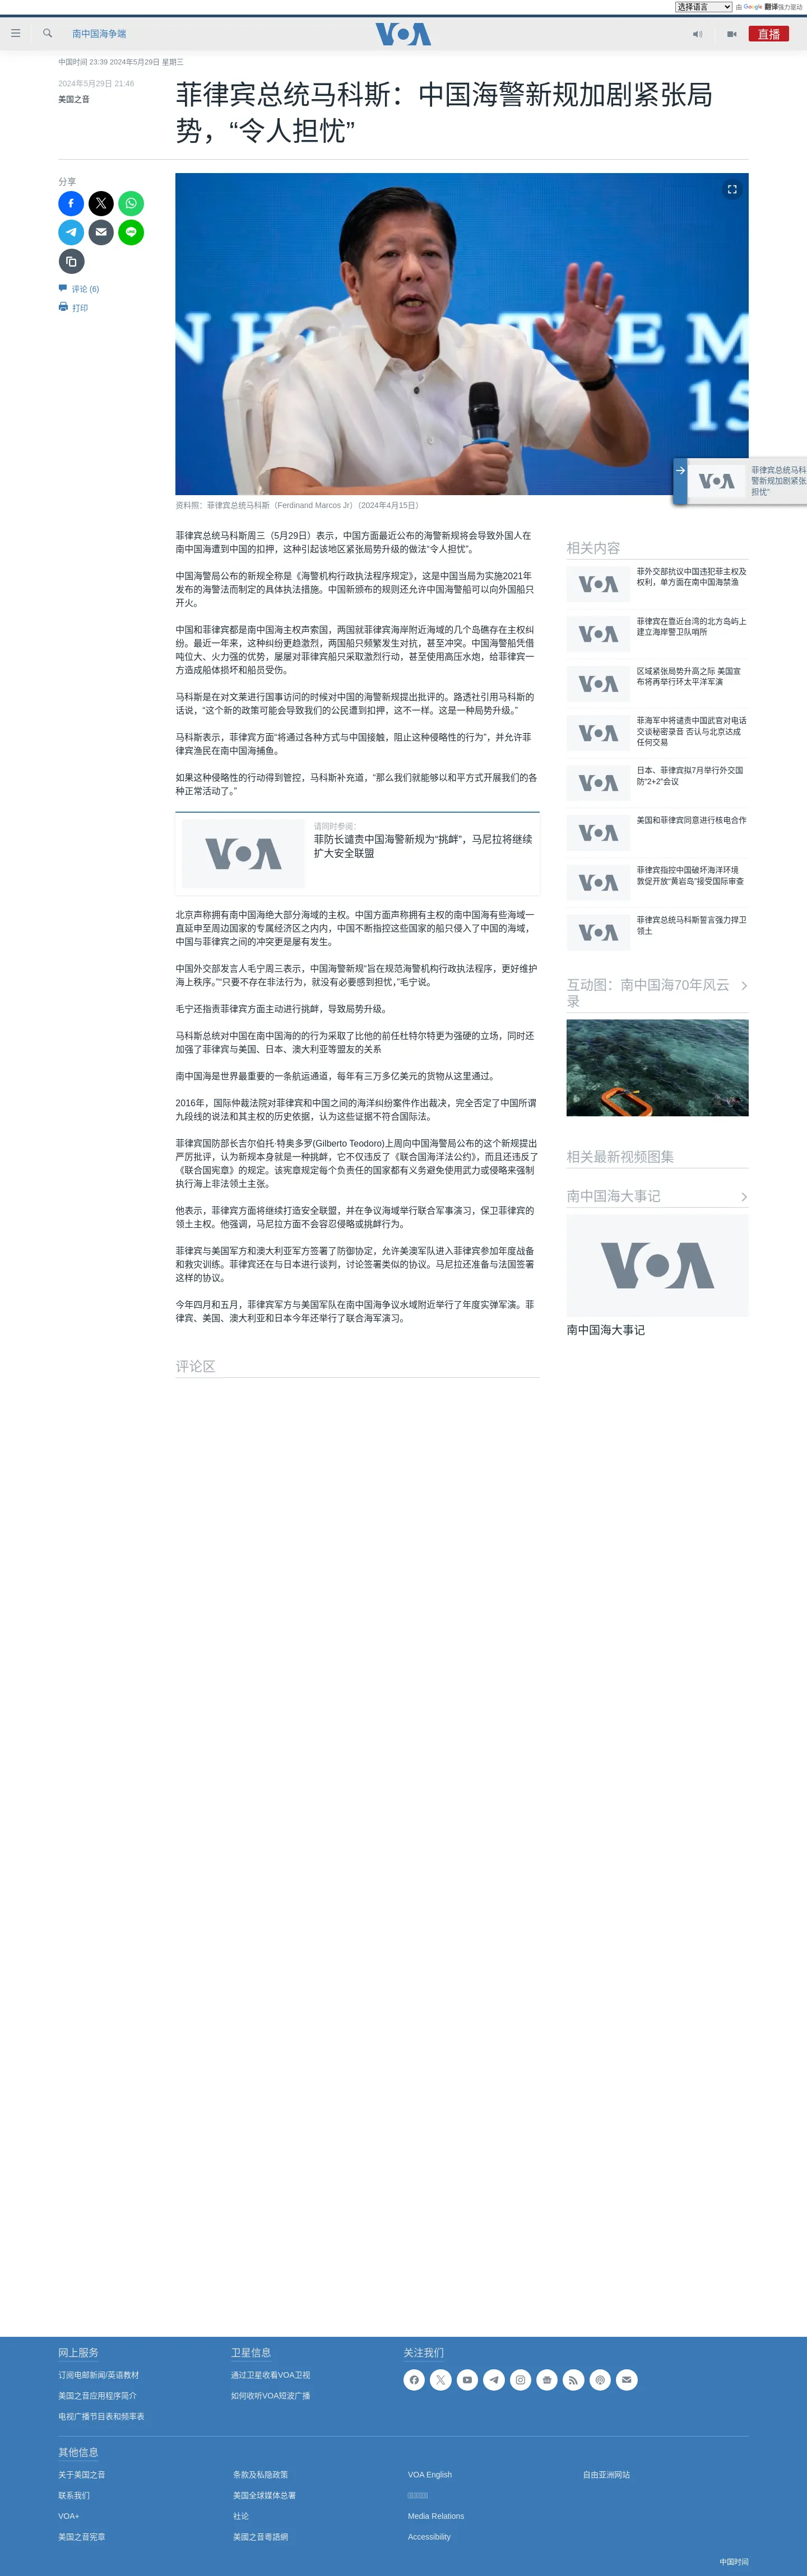 选择语言 由 Google 翻译强力驱动
南中国海争端
VOA
直播
中国时间 23:39 2024年5月29日 星期三
2024年5月29日 21:46
美国之音
菲律宾总统马科斯：中国海警新规加剧紧张局
势，“令人担忧”
分享
评论 (6)
打印
资料照：菲律宾总统马科斯（Ferdinand Marcos Jr）（2024年4月15日）
菲律宾总统马科
警新规加剧紧张
担忧”
菲律宾总统马科斯周三（5月29日）表示，中国方面最近公布的海警新规将会导致外国人在
南中国海遭到中国的扣押，这种引起该地区紧张局势升级的做法“令人担忧”。
中国海警局公布的新规全称是《海警机构行政执法程序规定》，这是中国当局为实施2021年
发布的海警法而制定的具体执法措施。中国新颁布的规则还允许中国海警船可以向外国船只
开火。
中国和菲律宾都是南中国海主权声索国，两国就菲律宾海岸附近海域的几个岛礁存在主权纠
纷。最近一年来，这种纠纷更趋激烈，两国船只频繁发生对抗，甚至冲突。中国海警船凭借
吨位大、火力强的优势，屡屡对菲律宾船只采取激烈行动，甚至使用高压水炮，给菲律宾一
方造成船体损坏和船员受伤。
马科斯是在对文莱进行国事访问的时候对中国的海警新规提出批评的。路透社引用马科斯的
话说，“这个新的政策可能会导致我们的公民遭到扣押，这不一样。这是一种局势升级。”
马科斯表示，菲律宾方面“将通过各种方式与中国接触，阻止这种侵略性的行为”，并允许菲
律宾渔民在南中国海捕鱼。
如果这种侵略性的行动得到管控，马科斯补充道，“那么我们就能够以和平方式开展我们的各
种正常活动了。”
VOA
请同时参阅：
菲防长谴责中国海警新规为“挑衅”，马尼拉将继续
扩大安全联盟
北京声称拥有南中国海绝大部分海域的主权。中国方面声称拥有主权的南中国海有些海域一
直延申至周边国家的专属经济区之内内，中国不断指控这些国家的船只侵入了中国的海域，
中国与菲律宾之间的冲突更是屡有发生。
中国外交部发言人毛宁周三表示，中国海警新规“旨在规范海警机构行政执法程序，更好维护
海上秩序。”“只要不存在非法行为，就没有必要感到担忧，”毛宁说。
毛宁还指责菲律宾方面主动进行挑衅，导致局势升级。
马科斯总统对中国在南中国海的的行为采取了比他的前任杜特尔特更为强硬的立场，同时还
加强了菲律宾与美国、日本、澳大利亚等盟友的关系
南中国海是世界最重要的一条航运通道，每年有三万多亿美元的货物从这里通过。
2016年，国际仲裁法院对菲律宾和中国之间的海洋纠纷案件作出裁决，完全否定了中国所谓
九段线的说法和其主权的历史依据，认为这些证据不符合国际法。
菲律宾国防部长吉尔伯托·特奥多罗(Gilberto Teodoro)上周向中国海警局公布的这个新规提出
严厉批评，认为新规本身就是一种挑衅，它不仅违反了《联合国海洋法公约》，而且还违反了
《联合国宪章》的规定。该宪章规定每个负责任的国家都有义务避免使用武力或侵略来强制
执行海上非法领土主张。
他表示，菲律宾方面将继续打造安全联盟，并在争议海域举行联合军事演习，保卫菲律宾的
领土主权。他强调，马尼拉方面不会容忍侵略或挑衅行为。
菲律宾与美国军方和澳大利亚军方签署了防御协定，允许美澳军队进入菲律宾参加年度战备
和救灾训练。菲律宾还在与日本进行谈判，讨论签署类似的协议。马尼拉还准备与法国签署
这样的协议。
今年四月和五月，菲律宾军方与美国军队在南中国海争议水域附近举行了年度实弹军演。菲
律宾、美国、澳大利亚和日本今年还举行了联合海军演习。
评论区
相关内容
菲外交部抗议中国违犯菲主权及
权利，单方面在南中国海禁渔
菲律宾在靠近台湾的北方岛屿上
建立海岸警卫队哨所
区域紧张局势升高之际 美国宣
布将再举行环太平洋军演
菲海军中将谴责中国武官对电话
交谈秘密录音 否认与北京达成
任何交易
日本、菲律宾拟7月举行外交国
防“2+2”会议
美国和菲律宾同意进行核电合作
菲律宾指控中国破坏海洋环境
敦促开放“黄岩岛”接受国际审查
菲律宾总统马科斯誓言强力捍卫
领土
互动图：南中国海70年风云
录
相关最新视频图集
南中国海大事记
VOA
南中国海大事记
网上服务
订阅电邮新闻/英语教材
美国之音应用程序简介
电视广播节目表和频率表
卫星信息
通过卫星收看VOA卫视
如何收听VOA短波广播
关注我们
其他信息
关于美国之音
联系我们
VOA+
美国之音宪章
条款及私隐政策
美国全球媒体总署
社论
美國之音粵語網
VOA English
Media Relations
Accessibility
自由亚洲网站
中国时间